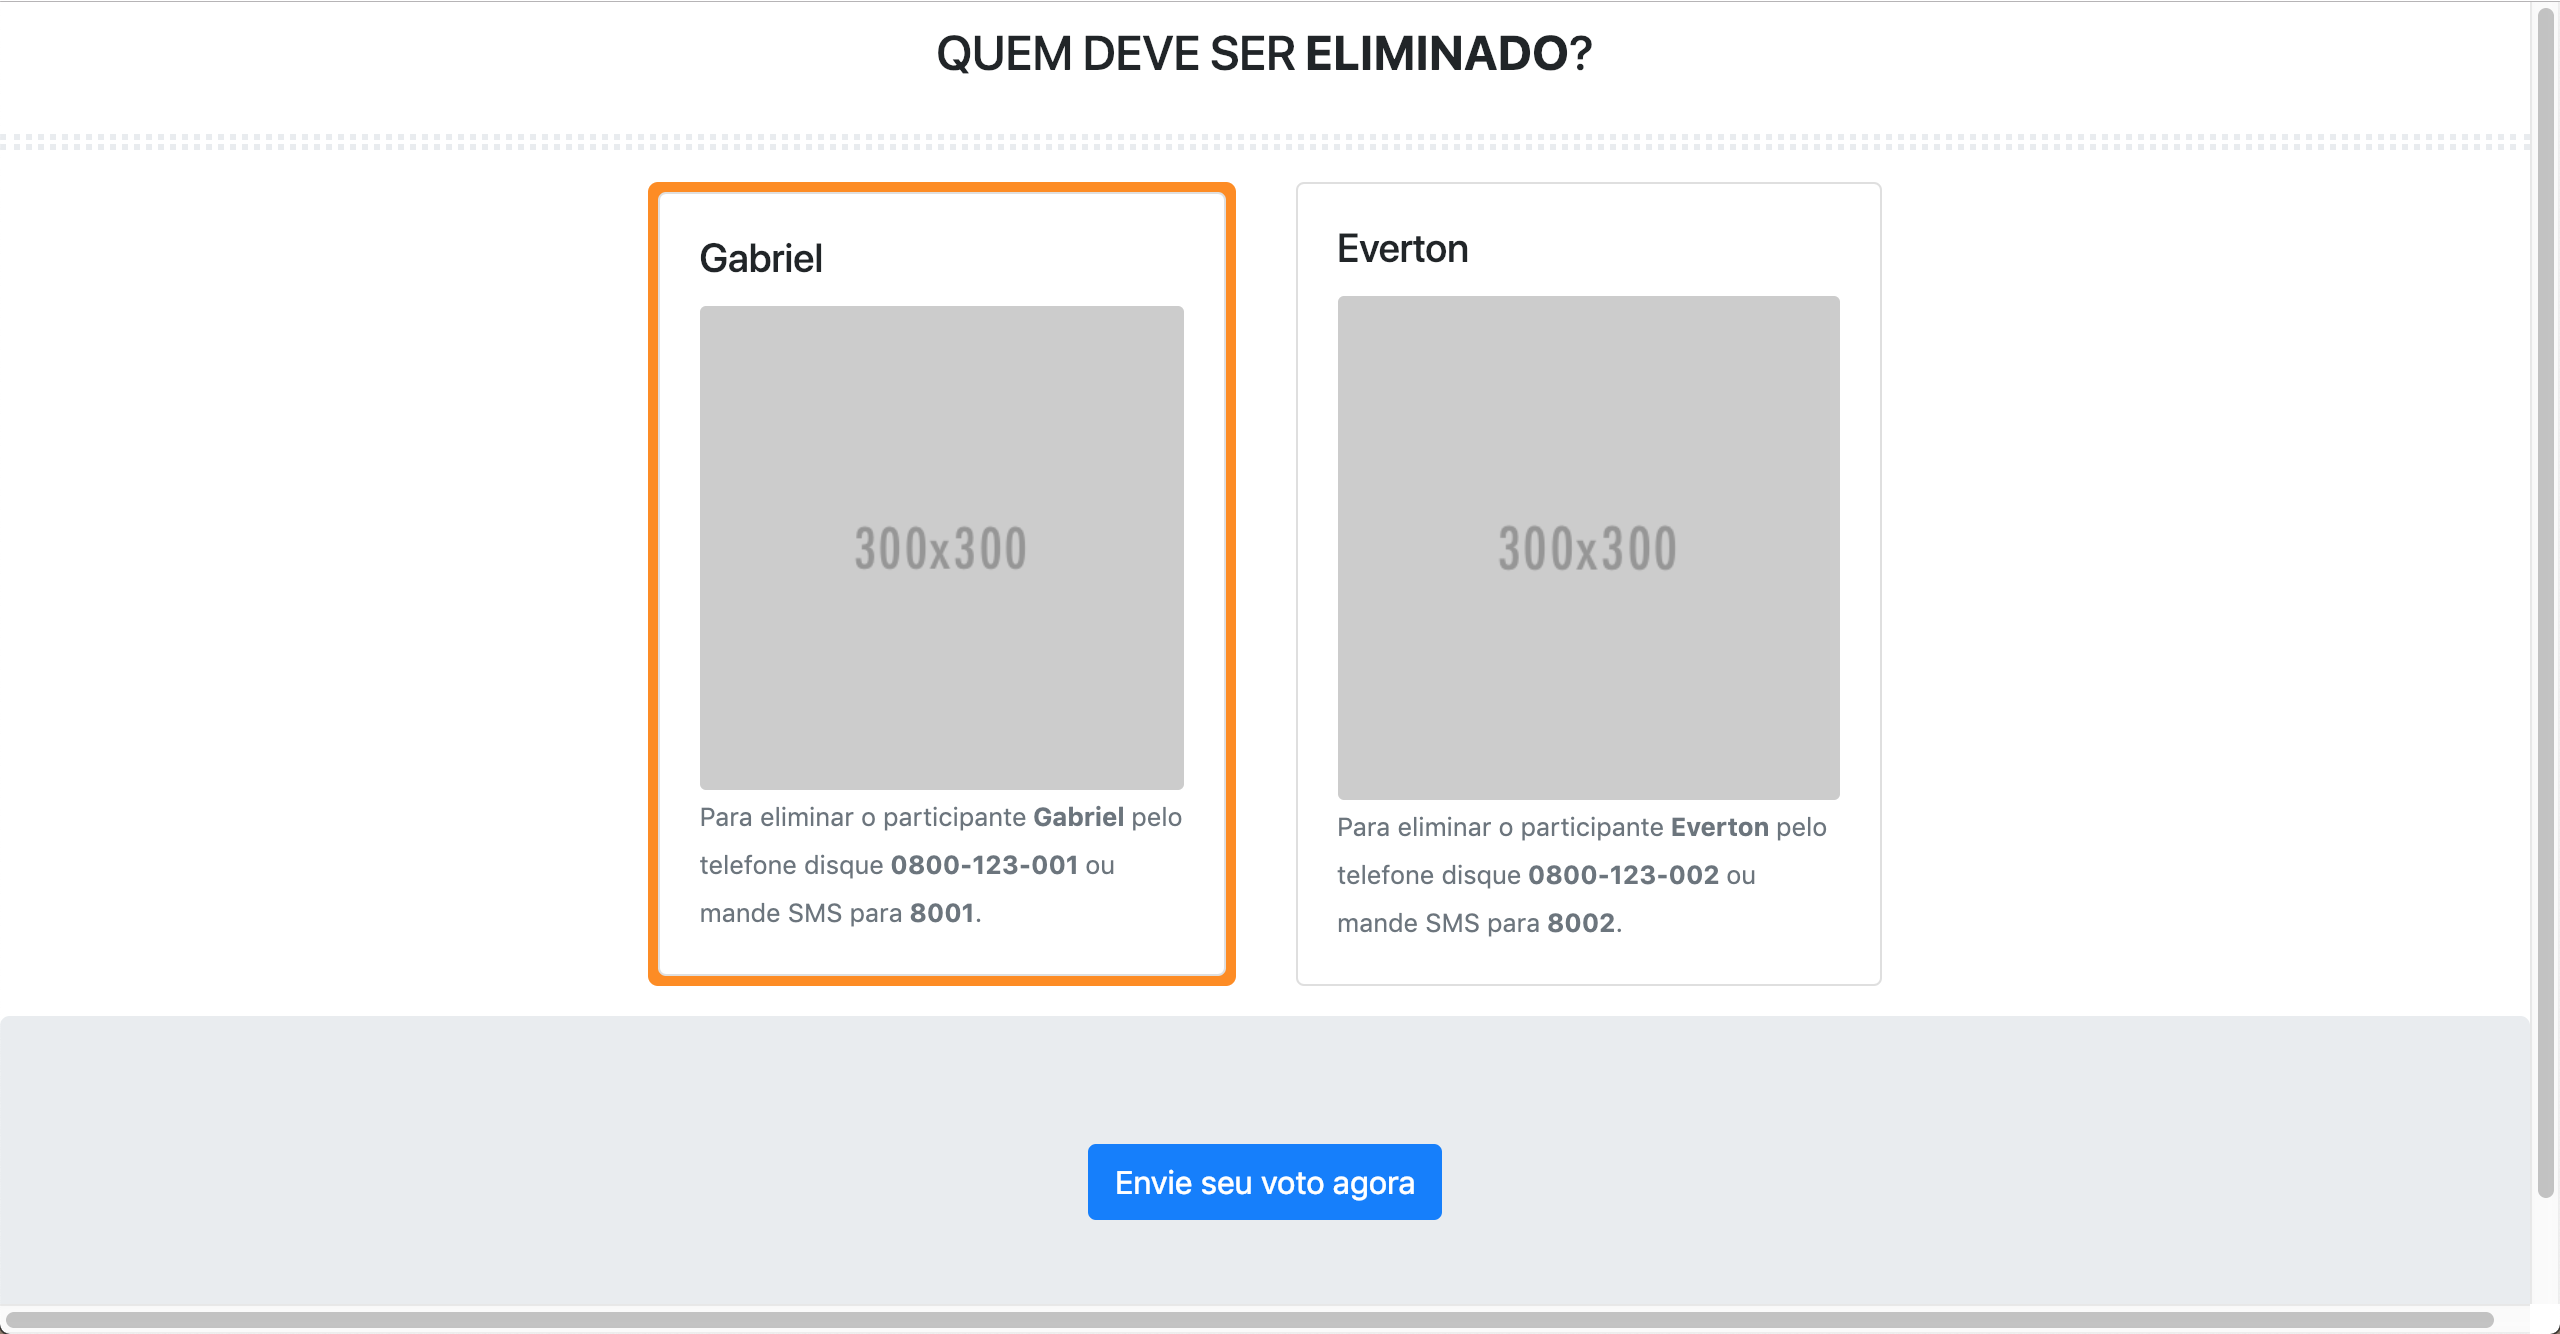 QUEM DEVE SER ELIMINADO?
Gabriel
300x300
Para eliminar o participante Gabriel pelo
telefone disque 0800-123-001 ou
mande SMS para 8001.
Everton
300x300
Para eliminar o participante Everton pelo
telefone disque 0800-123-002 ou
mande SMS para 8002.
Envie seu voto agora